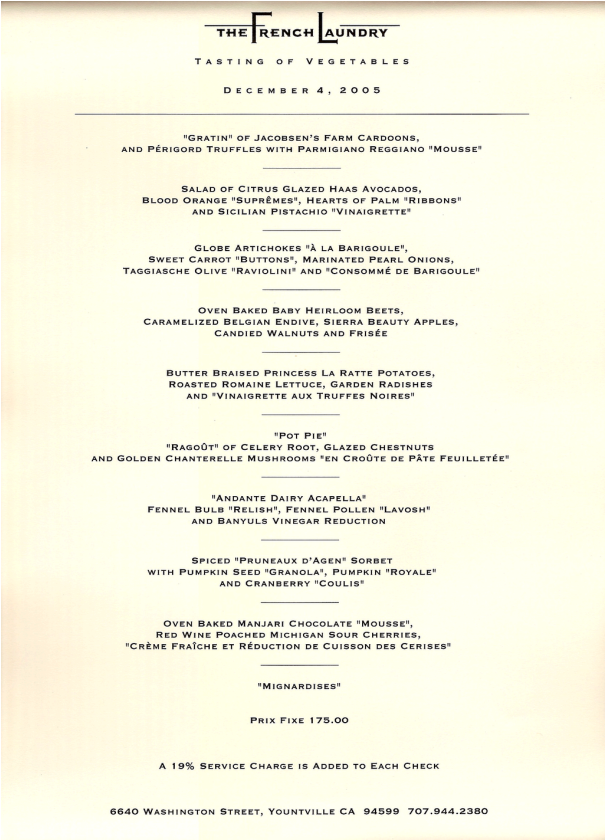 THE FRENCH LAUNDRY
TASTING OF VEGETABLES
DECEMBER 4, 2005
"GRATIN" OF JACOBSEN'S FARM CARDOONS,
AND PÉRIGORD TRUFFLES WITH PARMIGIANO REGGIANO "MOUSSE"
SALAD OF CITRUS GLAZED HAAS AVOCADOS,
BLOOD ORANGE "SUPRÊMES", HEARTS OF PALM "RIBBONS"
AND SICILIAN PISTACHIO "VINAIGRETTE"
GLOBE ARTICHOKES "À LA BARIGOULE",
SWEET CARROT "BUTTONS", MARINATED PEARL ONIONS,
TAGGIASCHE OLIVE "RAVIOLINI" AND "CONSOMMÉ DE BARIGOULE"
OVEN BAKED BABY HEIRLOOM BEETS,
CARAMELIZED BELGIAN ENDIVE, SIERRA BEAUTY APPLES,
CANDIED WALNUTS AND FRISÉE
BUTTER BRAISED PRINCESS LA RATTE POTATOES,
ROASTED ROMAINE LETTUCE, GARDEN RADISHES
AND "VINAIGRETTE AUX TRUFFES NOIRES"
"POT PIE"
"RAGOÛT" OF CELERY ROOT, GLAZED CHESTNUTS
AND GOLDEN CHANTERELLE MUSHROOMS "EN CROÛTE DE PÂTE FEUILLETÉE"
"ANDANTE DAIRY ACAPELLA"
FENNEL BULB "RELISH", FENNEL POLLEN "LAVOSH"
AND BANYULS VINEGAR REDUCTION
SPICED "PRUNEAUX D'AGEN" SORBET
WITH PUMPKIN SEED "GRANOLA", PUMPKIN "ROYALE"
AND CRANBERRY "COULIS"
OVEN BAKED MANJARI CHOCOLATE "MOUSSE",
RED WINE POACHED MICHIGAN SOUR CHERRIES,
"CRÈME FRAÎCHE ET RÉDUCTION DE CUISSON DES CERISES"
"MIGNARDISES"
PRIX FIXE 175.00
A 19% SERVICE CHARGE IS ADDED TO EACH CHECK
6640 WASHINGTON STREET, YOUNTVILLE CA 94599 707.944.2380